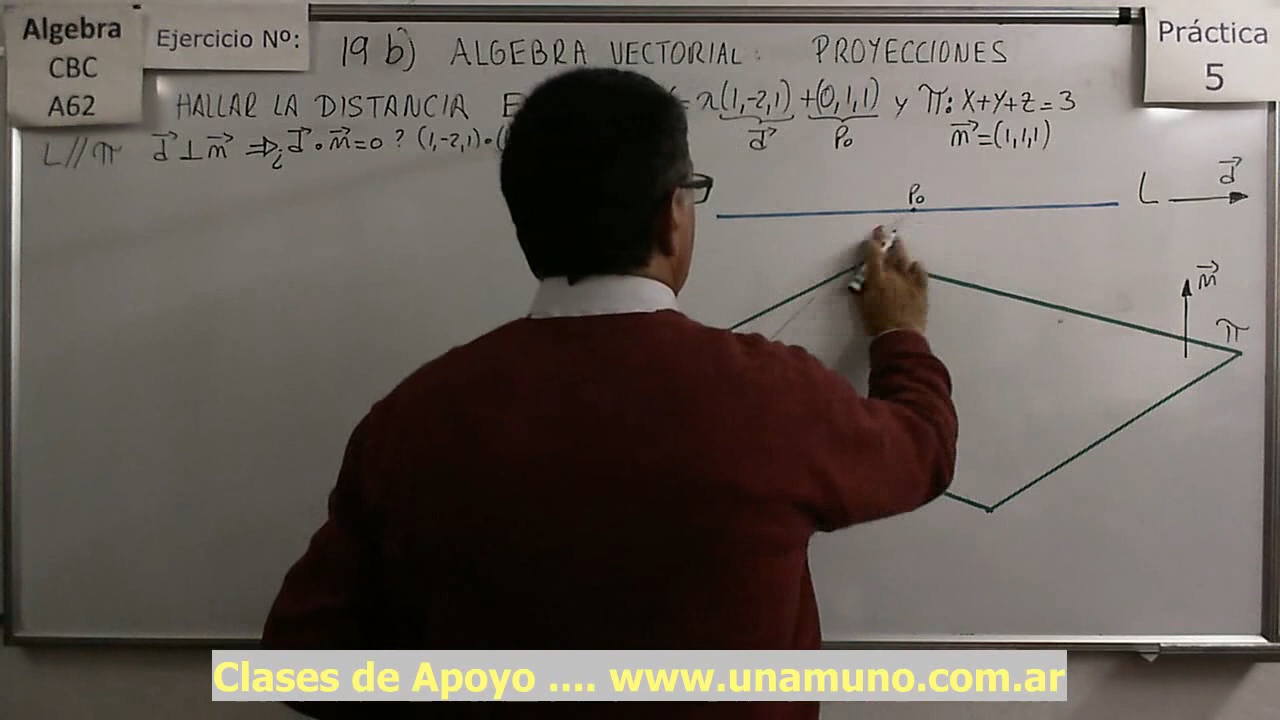 Algebra
CBC
A62
Ejercicio Nº:
Práctica
5
19 b) ALGEBRA VECTORIAL: PROYECCIONES
HALLAR LA DISTANCIA E = λ(1,-2,1) + (0,1,1) y π: X+Y+Z=3
d⃗ P₀ m⃗=(1,1,1)
L//π d⃗ ⊥ m⃗ ⇒ ¿ d⃗ • m⃗ = 0 ? (1,-2,1) • (
P₀
L d⃗
m⃗
π
Clases de Apoyo .... www.unamuno.com.ar